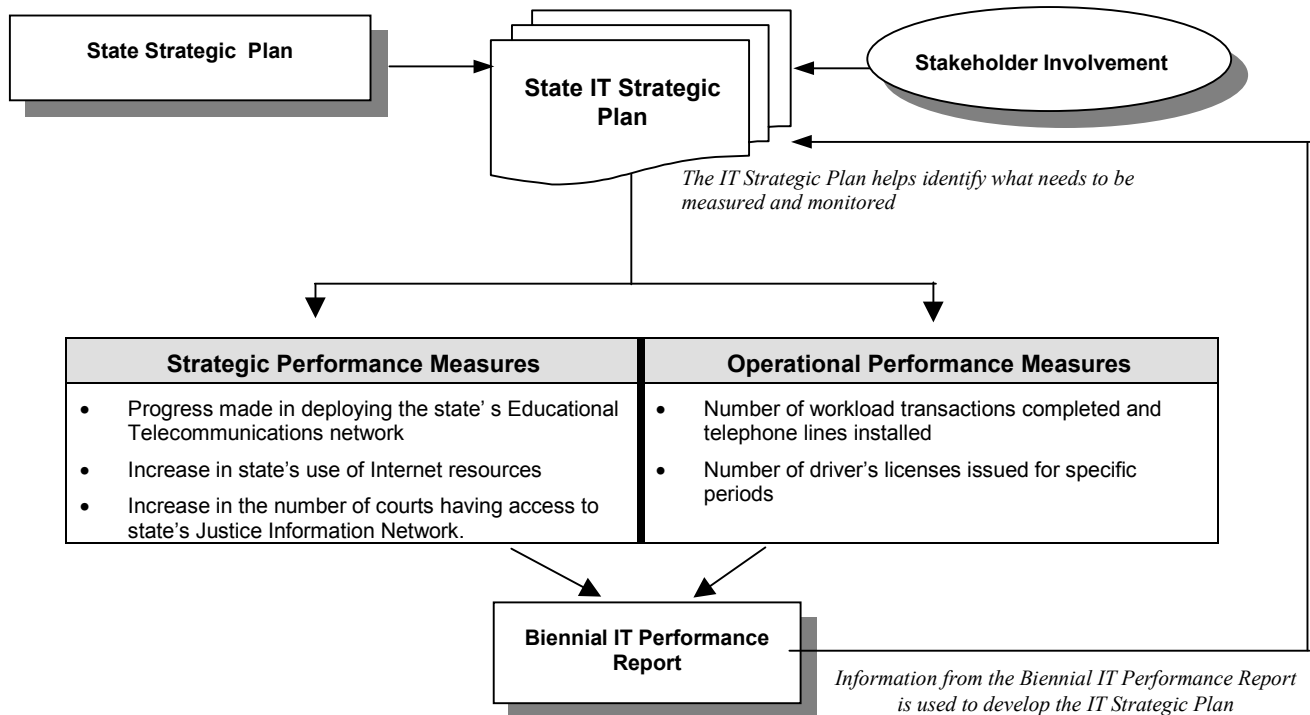 State Strategic Plan
State IT Strategic
Plan
Stakeholder Involvement
The IT Strategic Plan helps identify what needs to be
measured and monitored
Strategic Performance Measures
• Progress made in deploying the state' s Educational
Telecommunications network
• Increase in state's use of Internet resources
• Increase in the number of courts having access to
state's Justice Information Network.
Operational Performance Measures
• Number of workload transactions completed and
telephone lines installed
• Number of driver's licenses issued for specific
periods
Biennial IT Performance
Report
Information from the Biennial IT Performance Report
is used to develop the IT Strategic Plan